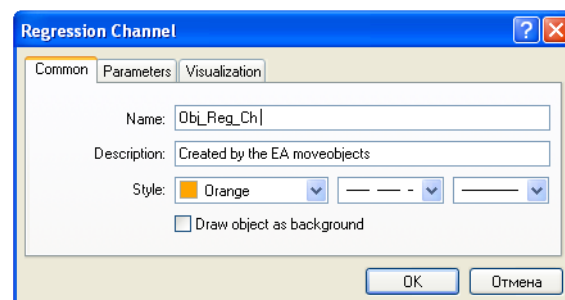 Regression Channel
Common Parameters Visualization
Name: Obj_Reg_Ch
Description: Created by the EA moveobjects
Style: Orange
Draw object as background
OK Отмена